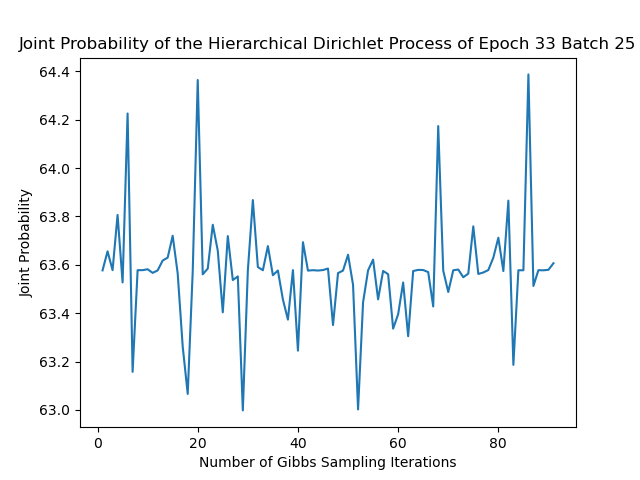 Joint Probability of the Hierarchical Dirichlet Process of Epoch 33 Batch 25
64.4
64.2
64.0
63.8
63.6
63.4
63.2
63.0
Joint Probability
0 20 40 60 80
Number of Gibbs Sampling Iterations